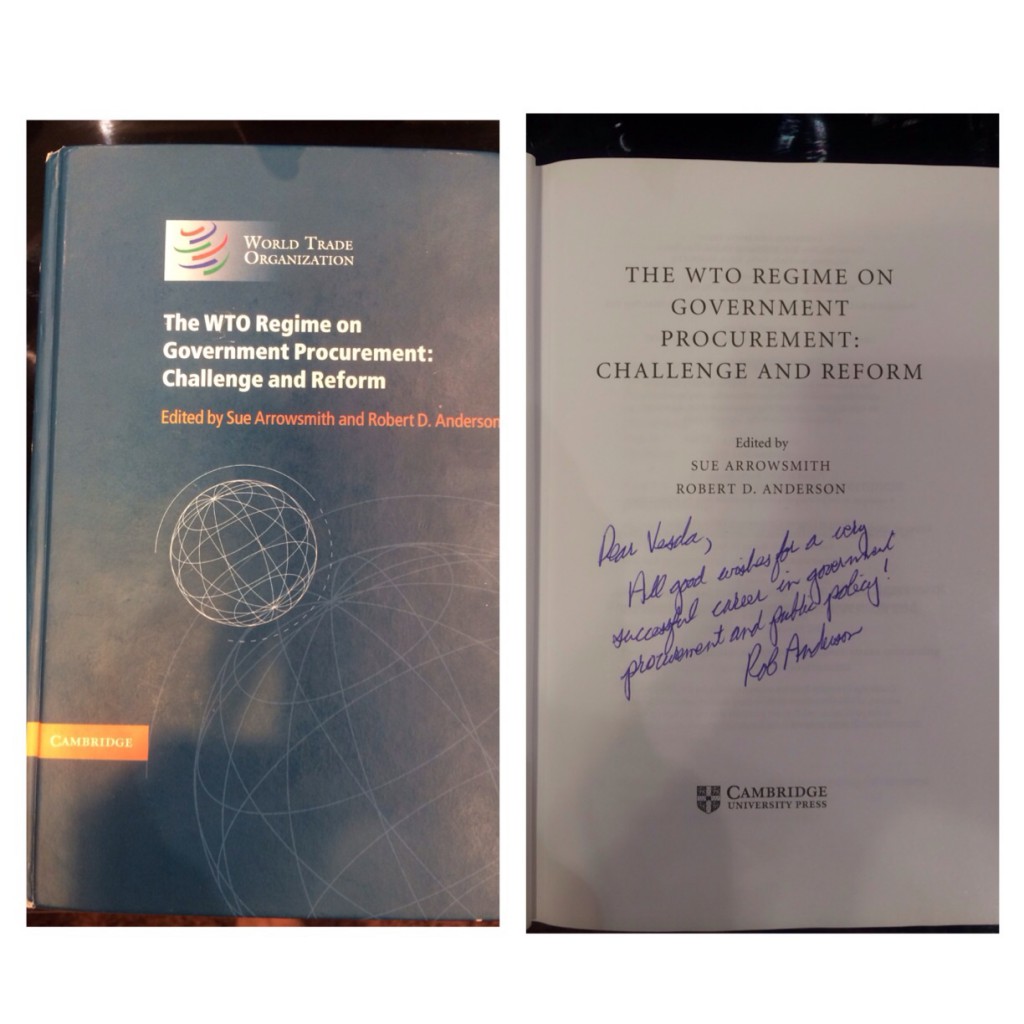 WORLD TRADE
ORGANIZATION
The WTO Regime on
Government Procurement:
Challenge and Reform
Edited by Sue Arrowsmith and Robert D. Anderson
CAMBRIDGE
THE WTO REGIME ON
GOVERNMENT
PROCUREMENT:
CHALLENGE AND REFORM
Edited by
SUE ARROWSMITH
ROBERT D. ANDERSON
Dear Vesda,
All good wishes for a very
successful career in government
procurement and public policy!
Rob Anderson
CAMBRIDGE
UNIVERSITY PRESS